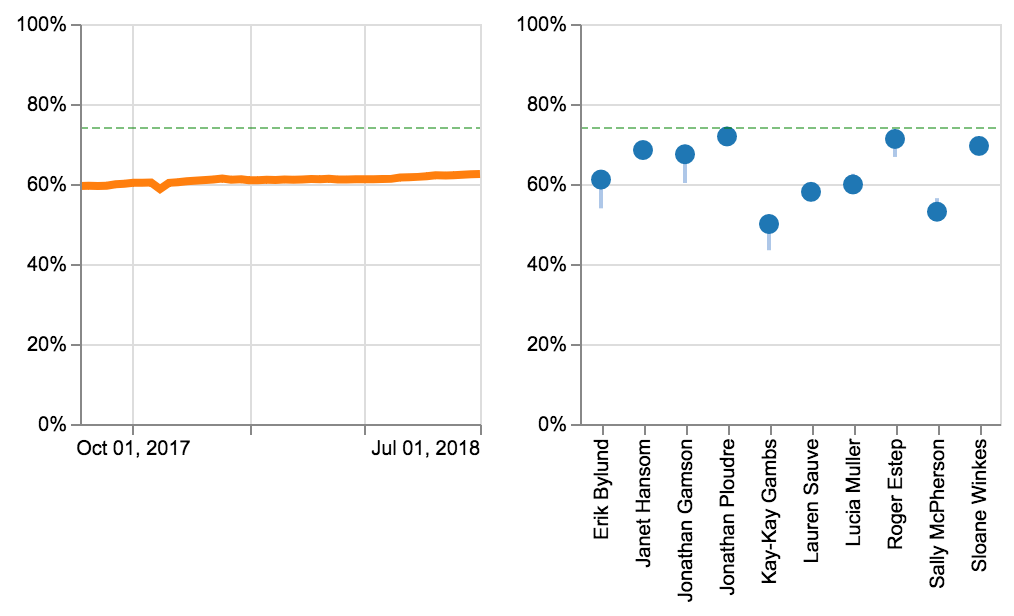 100%
80%
60%
40%
20%
0%
Oct 01, 2017
Jul 01, 2018
100%
80%
60%
40%
20%
0%
Erik Bylund
Janet Hansom
Jonathan Gamson
Jonathan Ploudre
Kay-Kay Gambs
Lauren Sauve
Lucia Muller
Roger Estep
Sally McPherson
Sloane Winkes